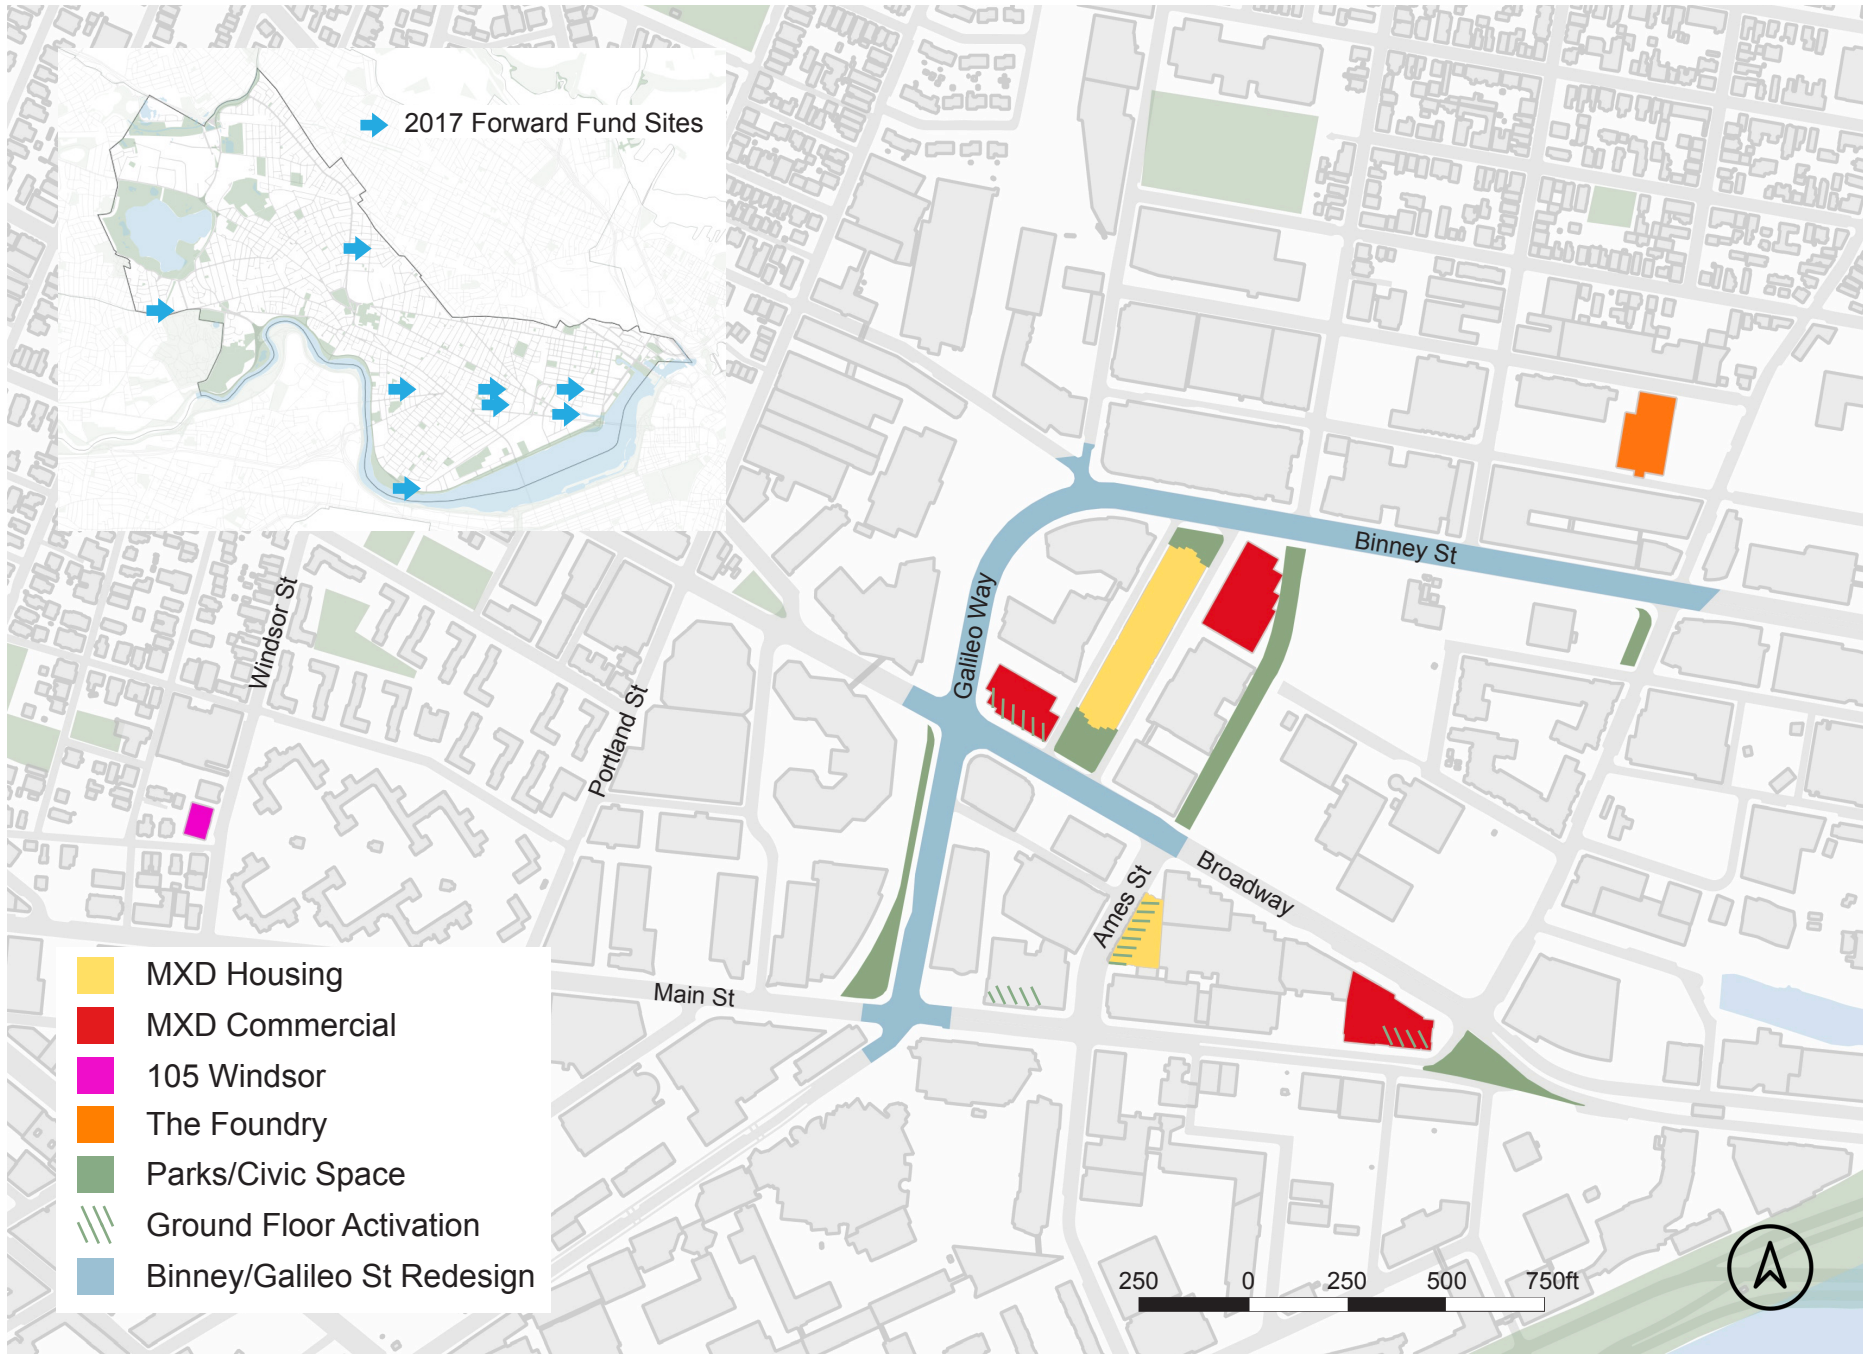 2017 Forward Fund Sites
Binney St
Galileo Way
Windsor St
Portland St
Broadway
Ames St
Main St
MXD Housing
MXD Commercial
105 Windsor
The Foundry
Parks/Civic Space
Ground Floor Activation
Binney/Galileo St Redesign
250 0 250 500 750ft